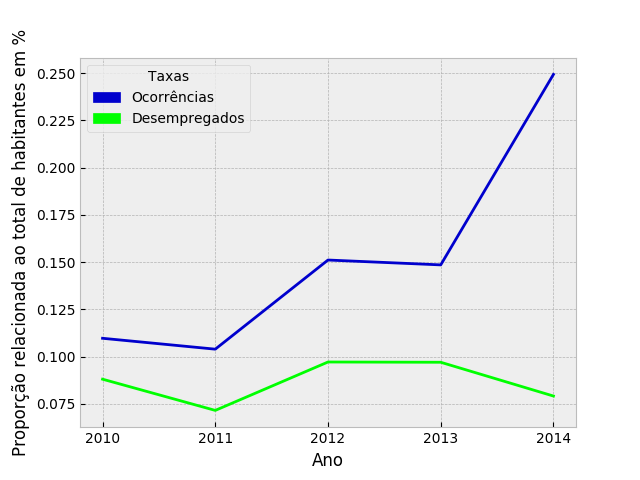 Proporção relacionada ao total de habitantes em %
0.250
0.225
0.200
0.175
0.150
0.125
0.100
0.075
Taxas
Ocorrências
Desempregados
2010 2011 2012 2013 2014
Ano